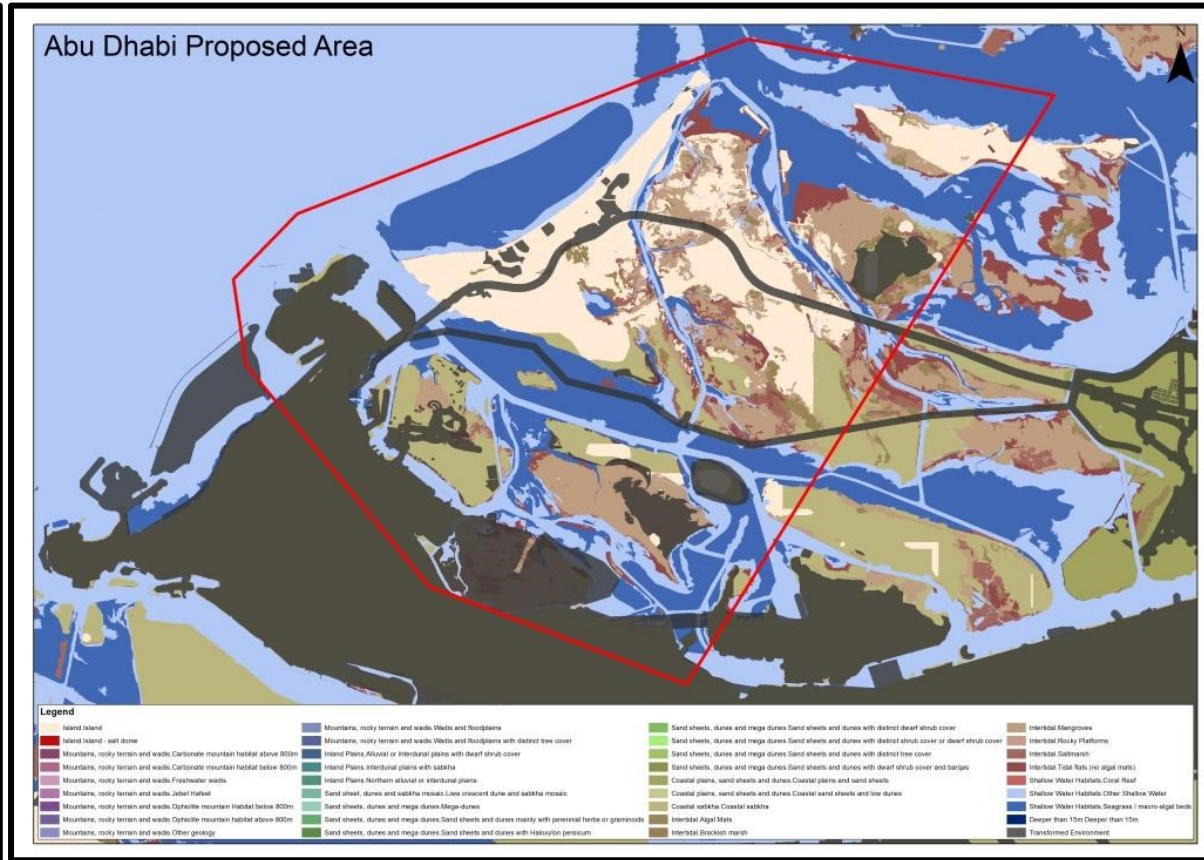 Abu Dhabi Proposed Area
N
Legend
Island.Island
Island.Island - salt dome
Mountains, rocky terrain and wadis.Carbonate mountain habitat above 800m
Mountains, rocky terrain and wadis.Carbonate mountain habitat below 800m
Mountains, rocky terrain and wadis.Freshwater wadis
Mountains, rocky terrain and wadis.Jebel Hafeet
Mountains, rocky terrain and wadis.Ophiolite mountain Habitat below 800m
Mountains, rocky terrain and wadis.Ophiolite mountain habitat above 800m
Mountains, rocky terrain and wadis.Other geology
Mountains, rocky terrain and wadis.Wadis and floodplains
Mountains, rocky terrain and wadis.Wadis and floodplains with distinct tree cover
Inland Plains.Alluvial or interdunal plains with dwarf shrub cover
Inland Plains.Interdunal plains with sabkha
Inland Plains.Northern alluvial or interdunal plains
Sand sheet, dunes and sabkha mosaic.Liwa crescent dune and sabkha mosaic
Sand sheets, dunes and mega dunes.Mega-dunes
Sand sheets, dunes and mega dunes.Sand sheets and dunes mainly with perennial herbs or graminoids
Sand sheets, dunes and mega dunes.Sand sheets and dunes with Haloxylon persicum
Sand sheets, dunes and mega dunes.Sand sheets and dunes with distinct dwarf shrub cover
Sand sheets, dunes and mega dunes.Sand sheets and dunes with distinct shrub cover or dwarf shrub cover
Sand sheets, dunes and mega dunes.Sand sheets and dunes with distinct tree cover
Sand sheets, dunes and mega dunes.Sand sheets and dunes with dwarf shrub cover and barqas
Coastal plains, sand sheets and dunes.Coastal plains and sand sheets
Coastal plains, sand sheets and dunes.Coastal sand sheets and low dunes
Coastal sabkha.Coastal sabkha
Intertidal.Algal Mats
Intertidal.Brackish marsh
Intertidal.Mangroves
Intertidal.Rocky Platforms
Intertidal.Saltmarsh
Intertidal.Tidal flats (no algal mats)
Shallow Water Habitats.Coral Reef
Shallow Water Habitats.Other Shallow Water
Shallow Water Habitats.Seagrass / macro-algal beds
Deeper than 15m.Deeper than 15m
Transformed Environment